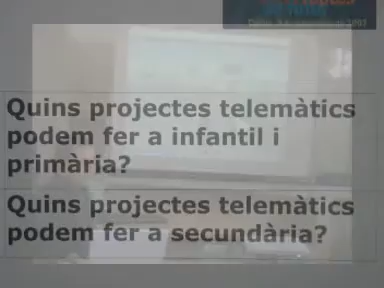 Quins projectes telemàtics
podem fer a infantil i
primària?
Quins projectes telemàtics
podem fer a secundària?